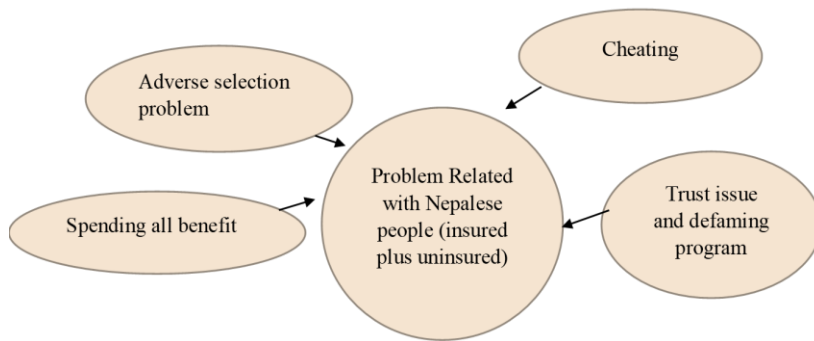 Cheating
Adverse selection
problem
Problem Related
with Nepalese
people (insured
plus uninsured)
Trust issue
and defaming
program
Spending all benefit